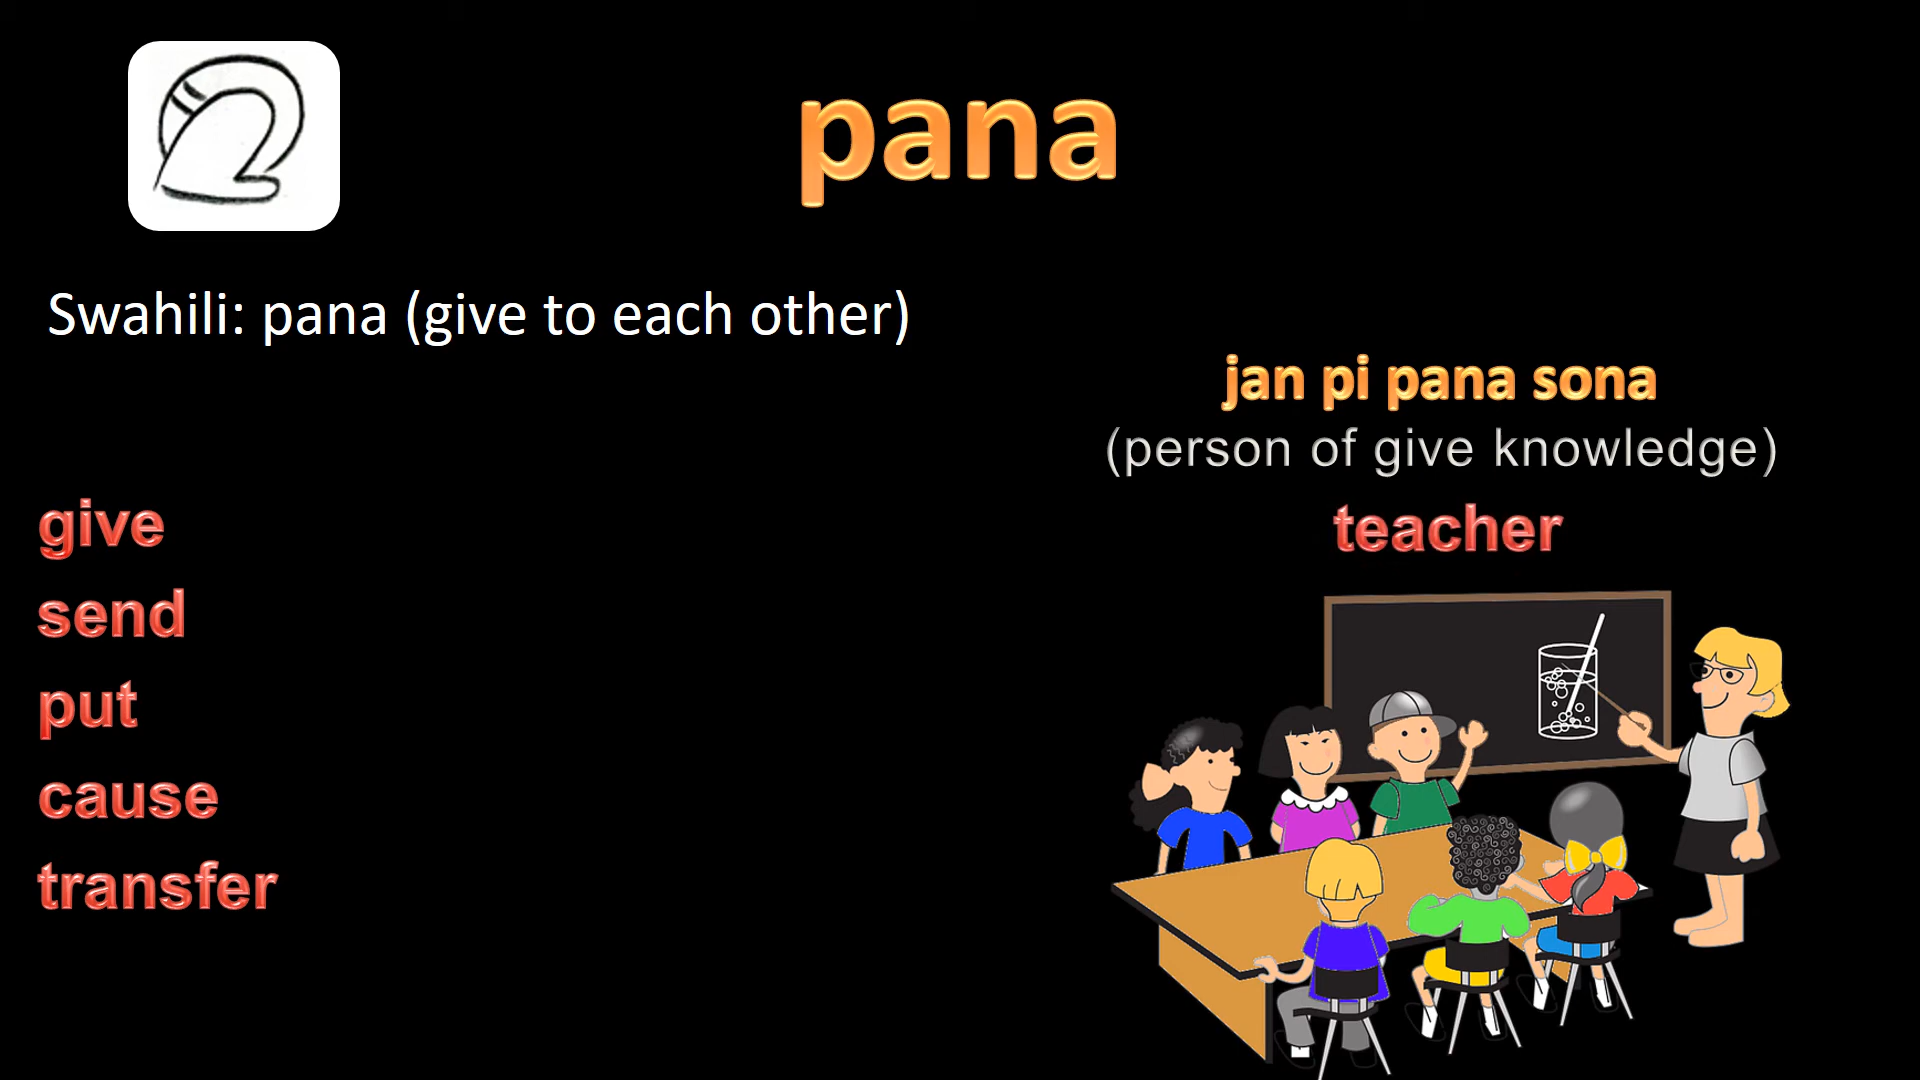 pana
Swahili: pana (give to each other)
jan pi pana sona
(person of give knowledge)
teacher
give
send
put
cause
transfer